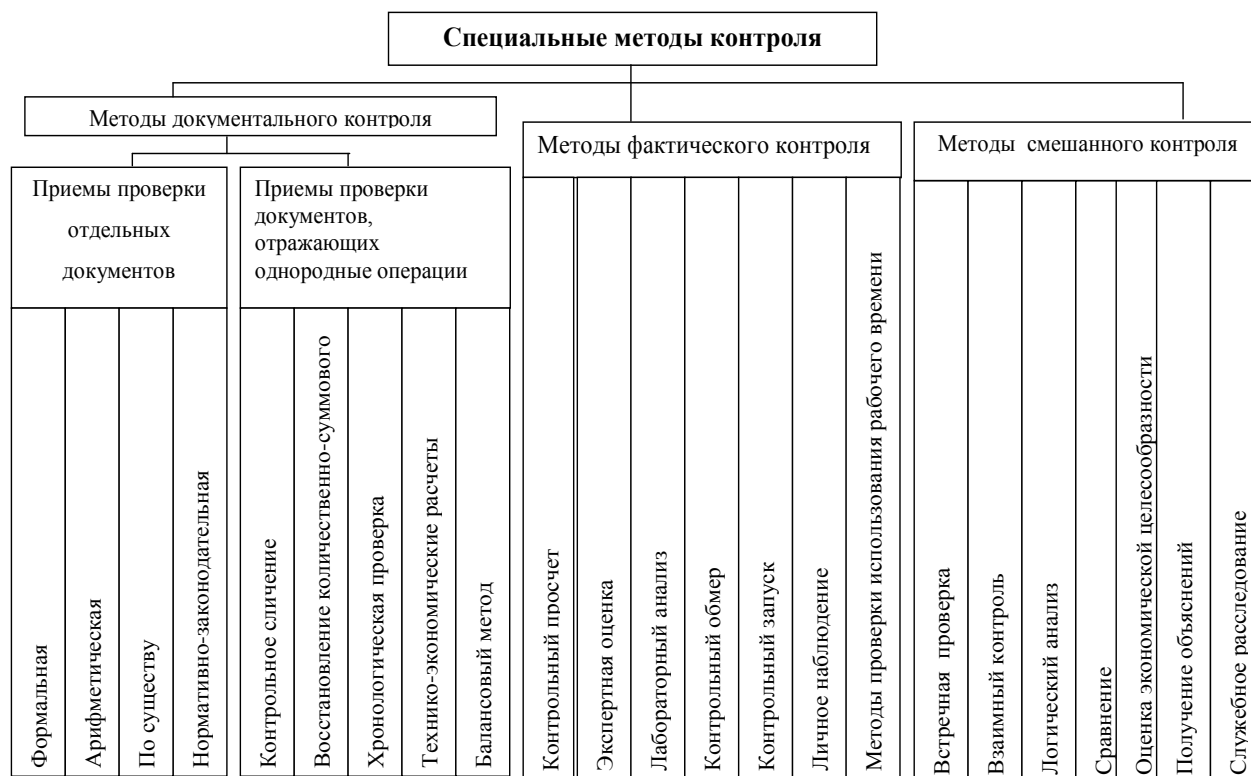 Специальные методы контроля
Методы документального контроля
Приемы проверки
отдельных
документов
Формальная
Арифметическая
По существу
Нормативно-законодательная
Приемы проверки
документов,
отражающих
однородные операции
Контрольное сличение
Восстановление количественно-суммового
Хронологическая проверка
Технико-экономические расчеты
Балансовый метод
Методы фактического контроля
Контрольный просчет
Экспертная оценка
Лабораторный анализ
Контрольный обмер
Контрольный запуск
Личное наблюдение
Методы проверки использования рабочего времени
Методы смешанного контроля
Встречная проверка
Взаимный контроль
Логический анализ
Сравнение
Оценка экономической целесообразности
Получение объяснений
Служебное расследование